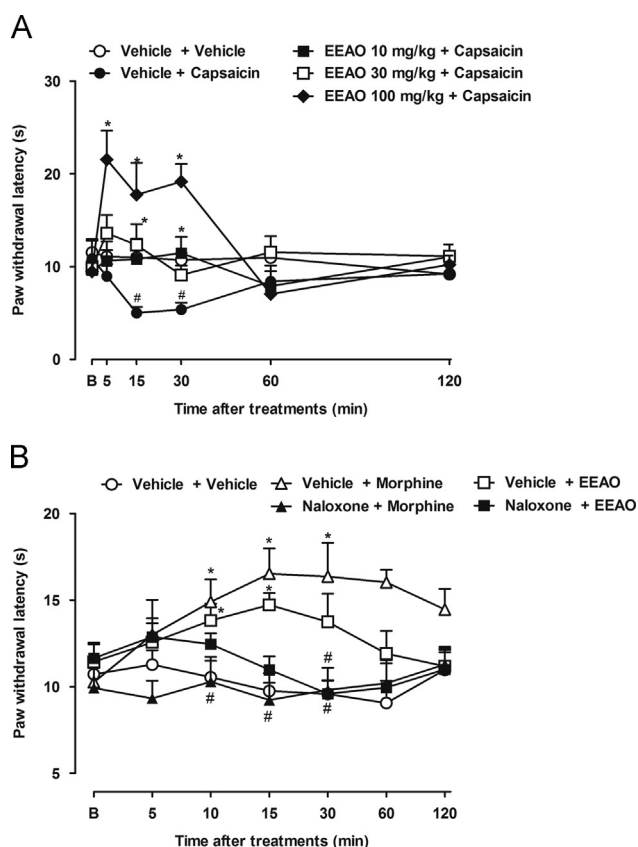 A
Vehicle + Vehicle
Vehicle + Capsaicin
EEAO 10 mg/kg + Capsaicin
EEAO 30 mg/kg + Capsaicin
EEAO 100 mg/kg + Capsaicin
Paw withdrawal latency (s)
30
20
10
0
* * *
* *
# #
B 5 15 30 60 120
Time after treatments (min)
B
Vehicle + Vehicle
Vehicle + Morphine
Vehicle + EEAO
Naloxone + Morphine
Naloxone + EEAO
Paw withdrawal latency (s)
20
15
10
5
* * *
* *
#
# # #
B 5 10 15 30 60 120
Time after treatments (min)